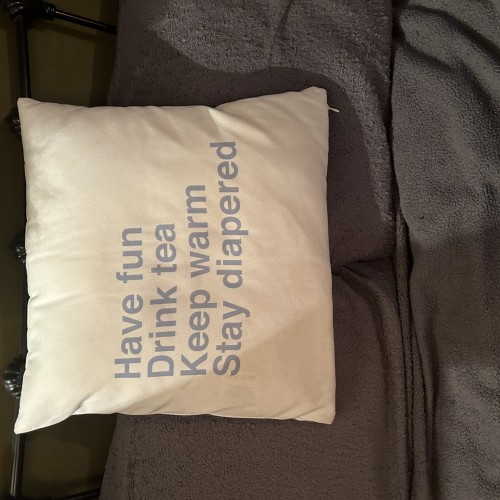 Have fun
Drink tea
Keep warm
Stay diapered